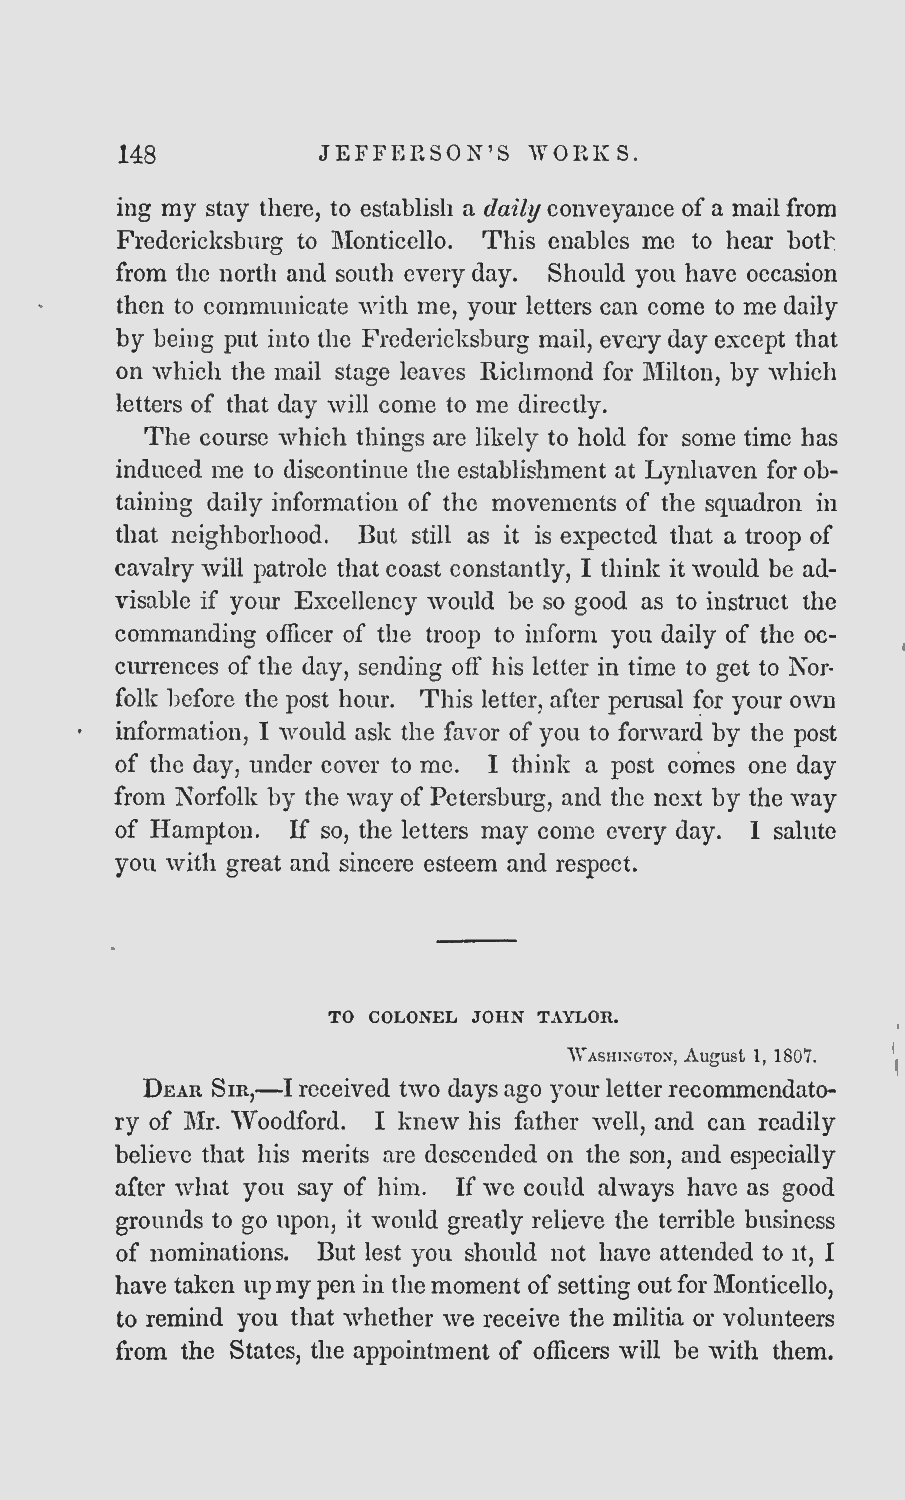 148 JEFFERSON'S WORKS.
ing my stay there, to establish a daily conveyance of a mail from
Fredericksburg to Monticello. This enables me to hear both
from the north and south every day. Should you have occasion
then to communicate with me, your letters can come to me daily
by being put into the Fredericksburg mail, every day except that
on which the mail stage leaves Richmond for Milton, by which
letters of that day will come to me directly.
The course which things are likely to hold for some time has
induced me to discontinue the establishment at Lynhaven for ob-
taining daily information of the movements of the squadron in
that neighborhood. But still as it is expected that a troop of
cavalry will patrole that coast constantly, I think it would be ad-
visable if your Excellency would be so good as to instruct the
commanding officer of the troop to inform you daily of the oc-
currences of the day, sending off his letter in time to get to Nor-
folk before the post hour. This letter, after perusal for your own
information, I would ask the favor of you to forward by the post
of the day, under cover to me. I think a post comes one day
from Norfolk by the way of Petersburg, and the next by the way
of Hampton. If so, the letters may come every day. I salute
you with great and sincere esteem and respect.
TO COLONEL JOHN TAYLOR.
WASHINGTON, August 1, 1807.
DEAR SIR,—I received two days ago your letter recommendato-
ry of Mr. Woodford. I knew his father well, and can readily
believe that his merits are descended on the son, and especially
after what you say of him. If we could always have as good
grounds to go upon, it would greatly relieve the terrible business
of nominations. But lest you should not have attended to it, I
have taken up my pen in the moment of setting out for Monticello,
to remind you that whether we receive the militia or volunteers
from the States, the appointment of officers will be with them.